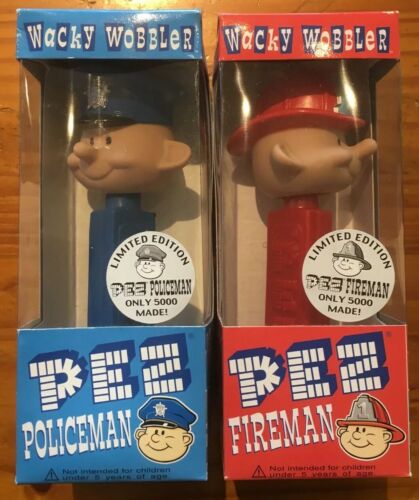 Wacky Wobbler
LIMITED EDITION
PEZ POLICEMAN
ONLY 5000
MADE!
PEZ®
POLICEMAN
⚠ Not intended for children
under 5 years of age.
Wacky Wobbler
LIMITED EDITION
PEZ FIREMAN
ONLY 5000
MADE!
PEZ®
FIREMAN
1
⚠ Not intended for children
under 5 years of age.